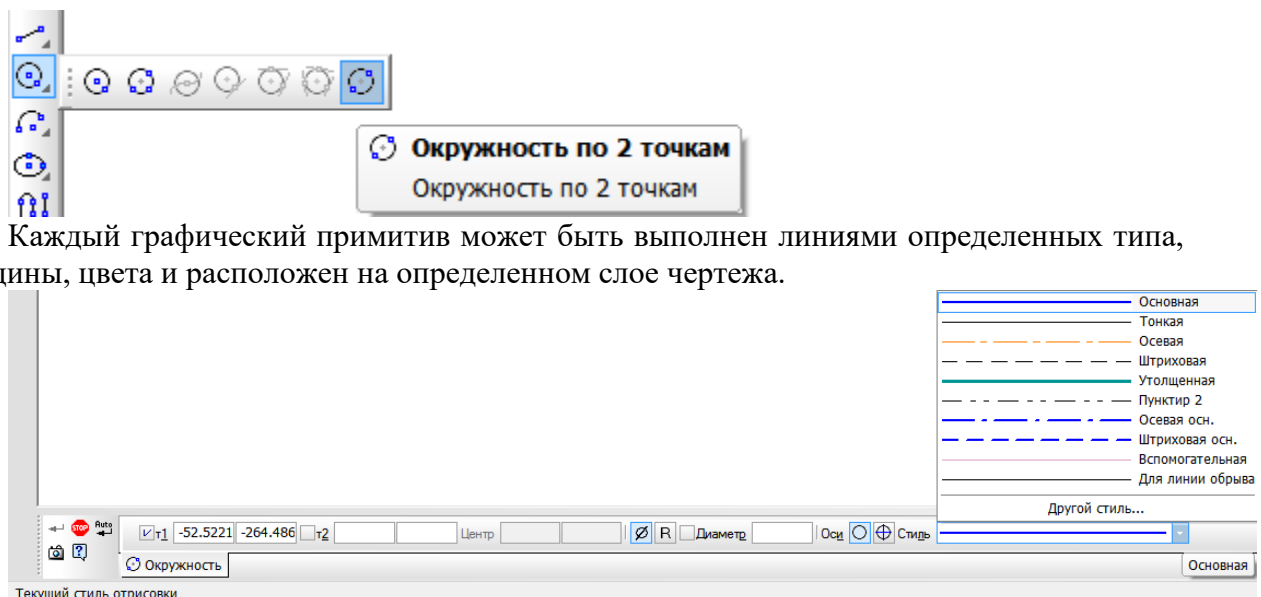 Окружность по 2 точкам
Окружность по 2 точкам
Каждый графический примитив может быть выполнен линиями определенных типа,
цвета и расположен на определенном слое чертежа.
Основная
Тонкая
Осевая
Штриховая
Утолщенная
Пунктир 2
Осевая осн.
Штриховая осн.
Вспомогательная
Для линии обрыва
Другой стиль...
STOP Auto т1 -52.5221 -264.486 т2 Центр Ø R Диаметр Оси Стиль
Окружность Основная
Текущий стиль отрисовки